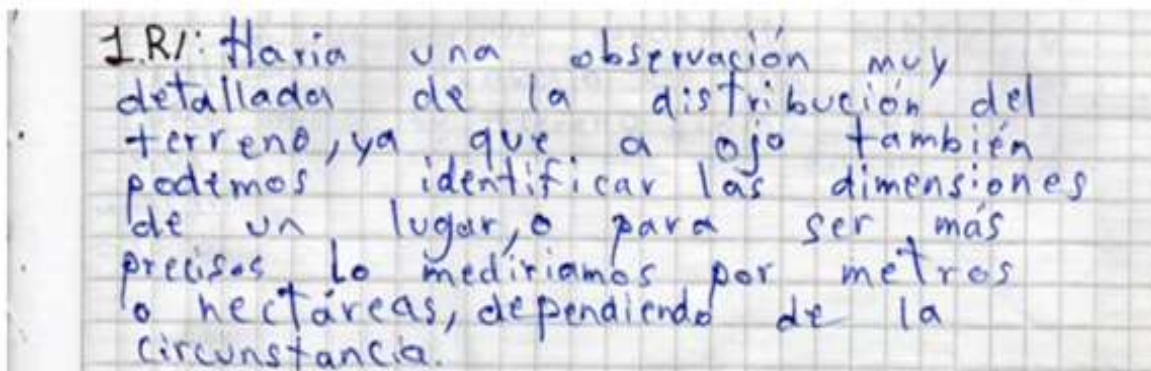 1.R/: Haria una observación muy
detallada de la distribución del
terreno, ya que a ojo también
podemos identificar las dimensiones
de un lugar, o para ser más
precisos lo mediríamos por metros
o hectáreas, dependiendo de la
circunstancia.